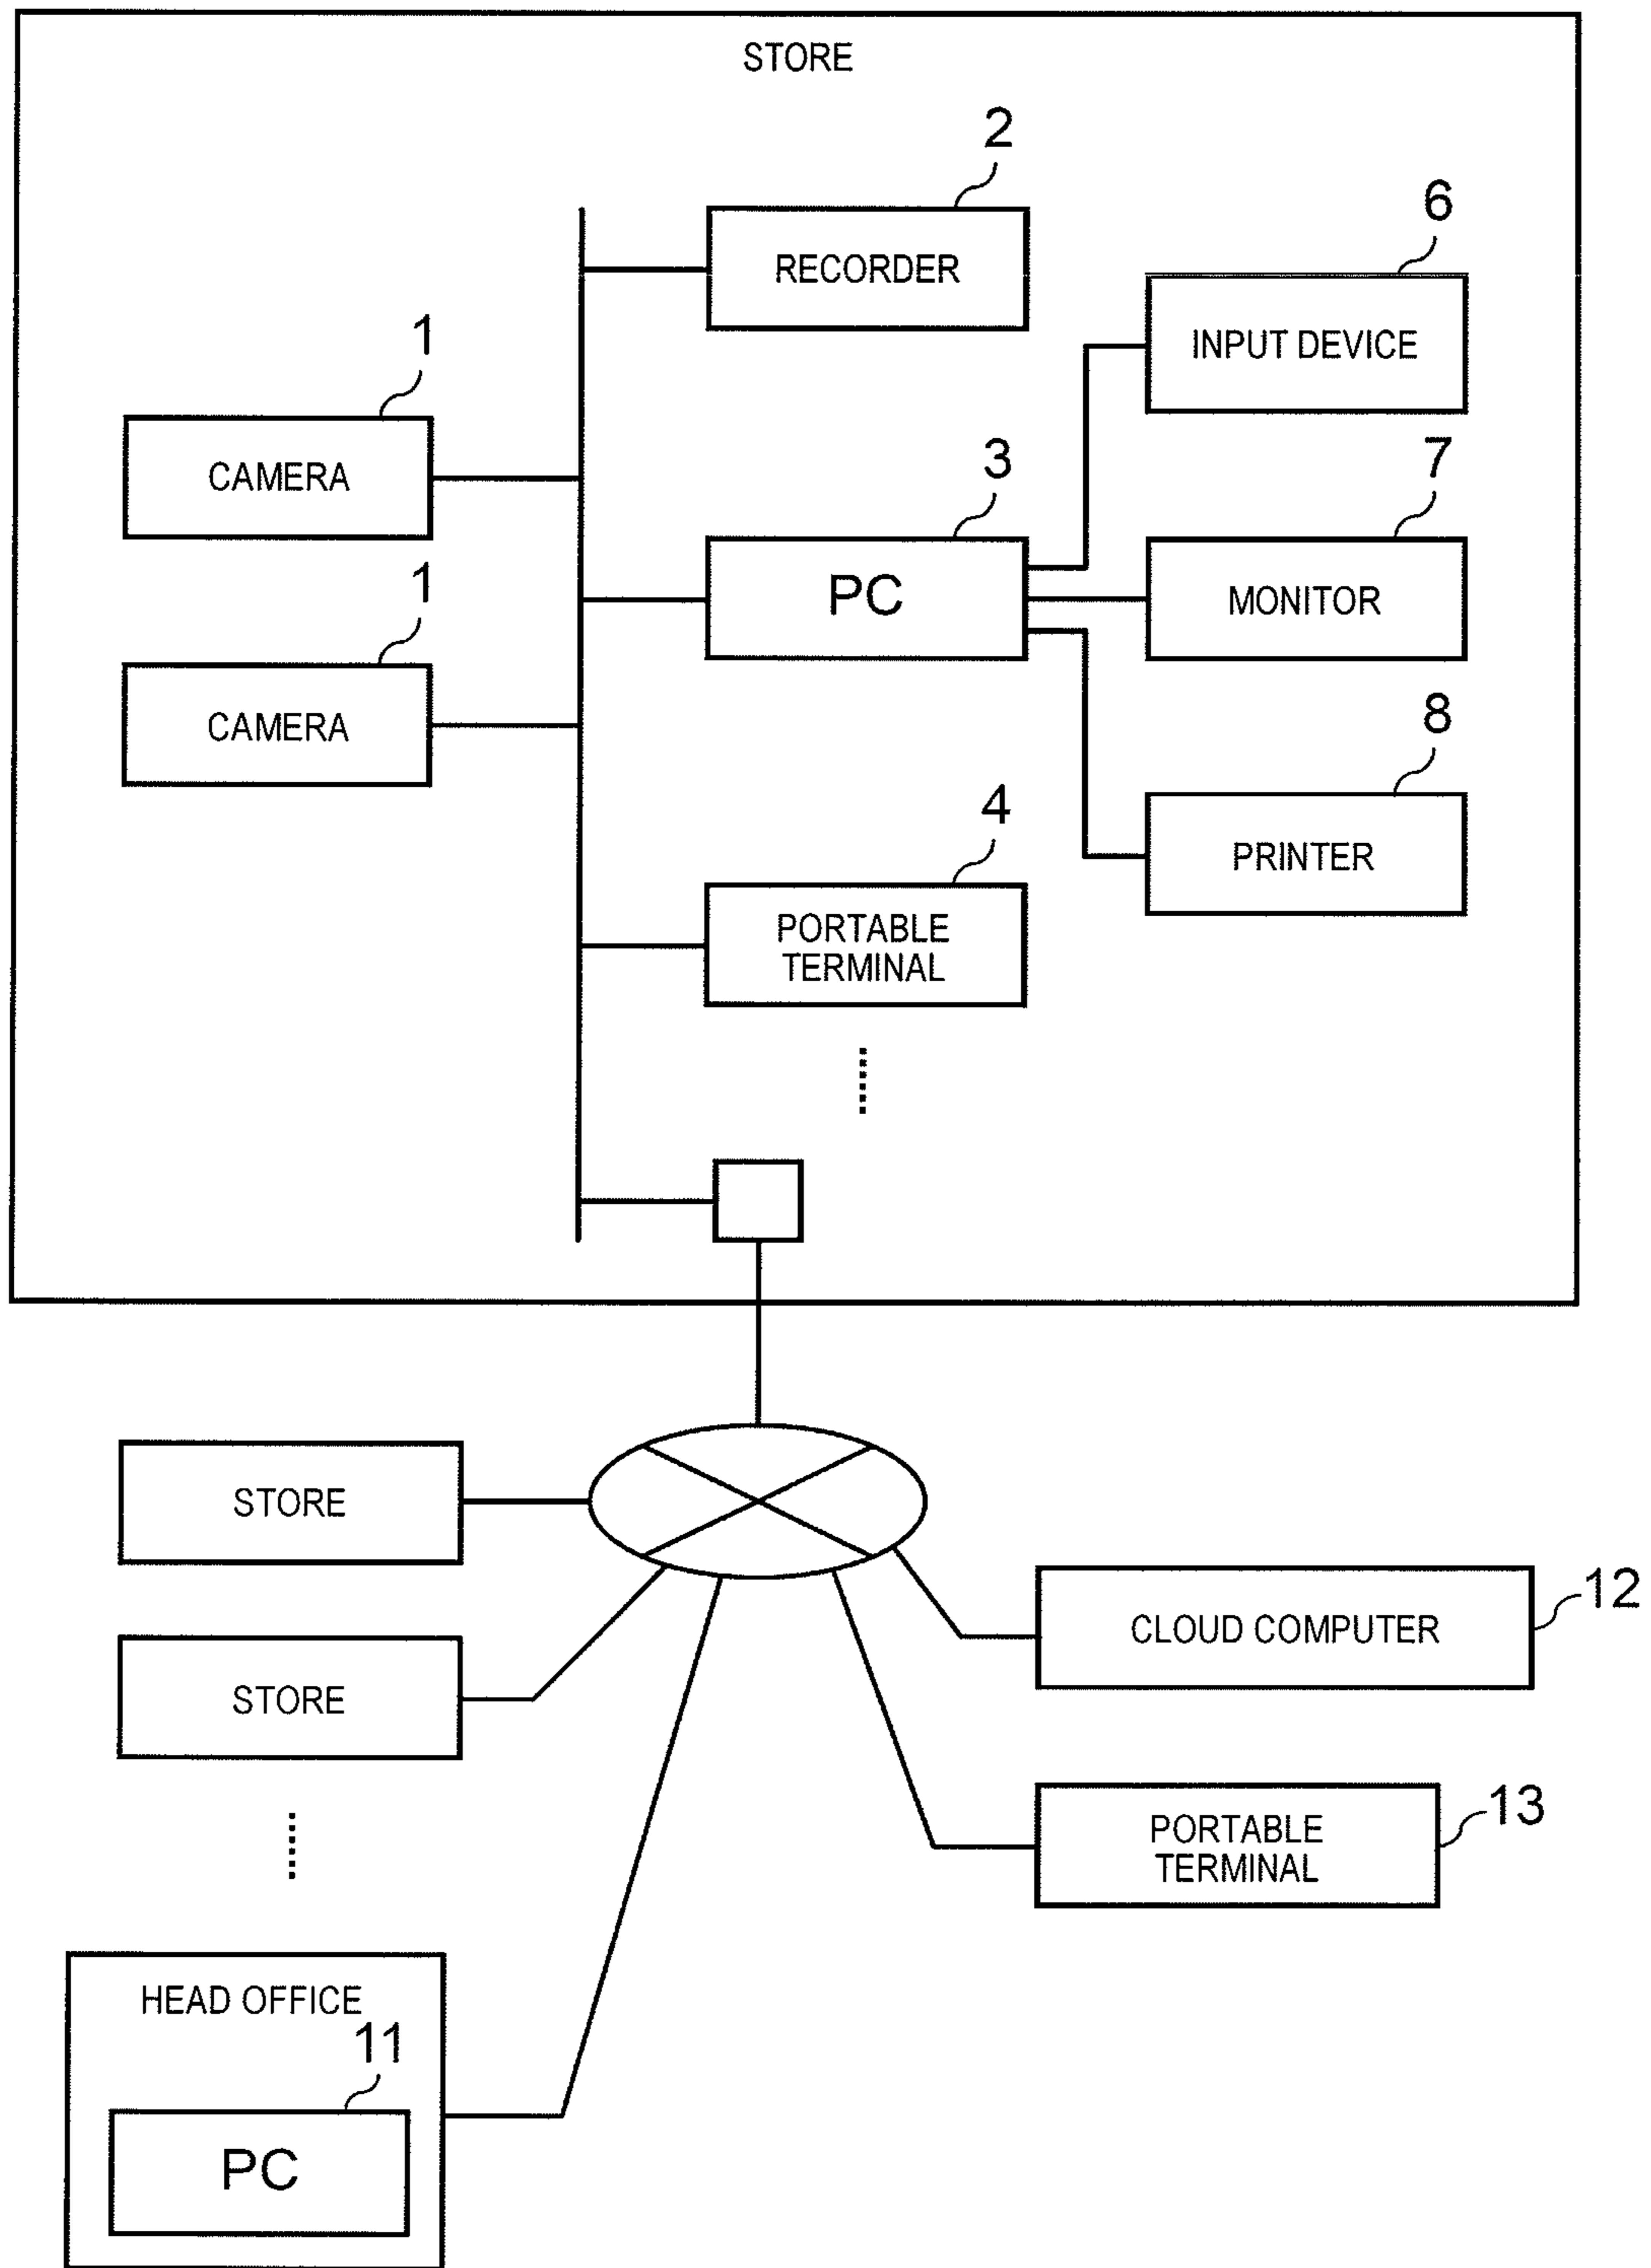 STORE
2
RECORDER
6
INPUT DEVICE
1
CAMERA
3
PC
7
MONITOR
1
CAMERA
8
PRINTER
4
PORTABLE
TERMINAL
STORE
12
CLOUD COMPUTER
STORE
13
PORTABLE
TERMINAL
HEAD OFFICE
11
PC